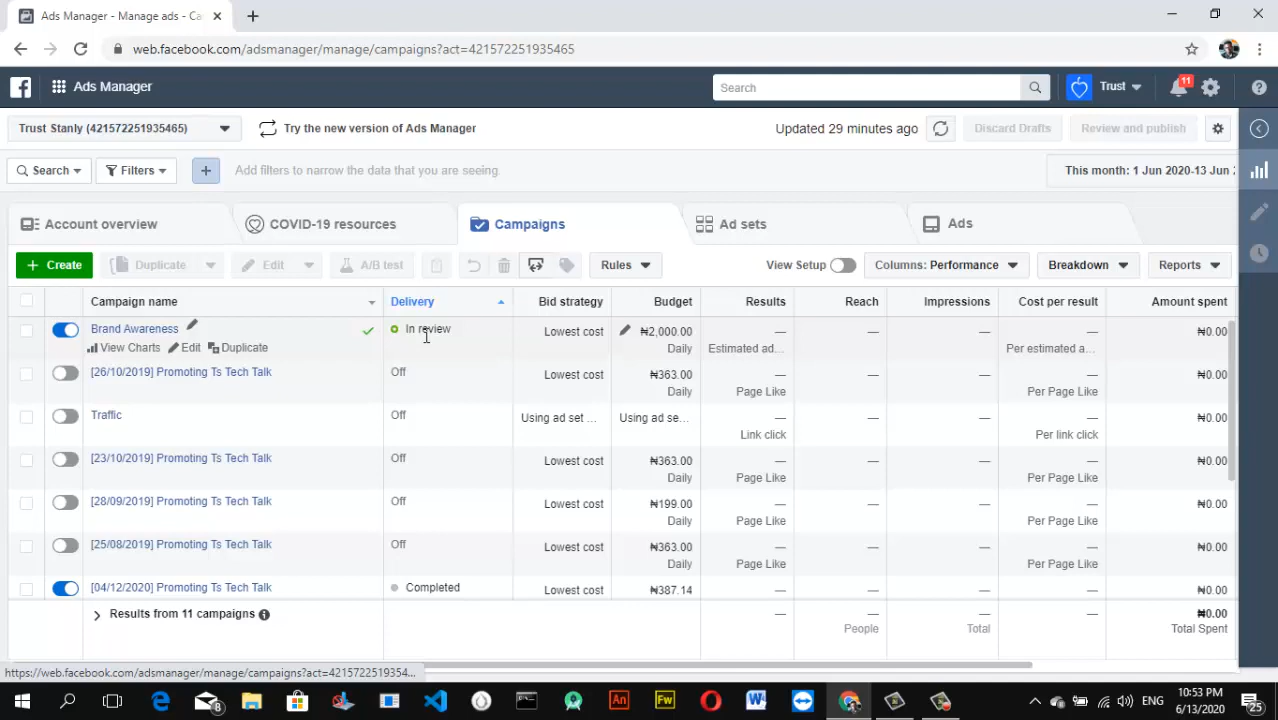 Ads Manager - Manage ads - Ca
web.facebook.com/adsmanager/manage/campaigns?act=421572251935465
Ads Manager
Search
Trust
11
Trust Stanly (421572251935465)
Try the new version of Ads Manager
Updated 29 minutes ago
Discard Drafts
Review and publish
Search
Filters
Add filters to narrow the data that you are seeing.
This month: 1 Jun 2020-13 Jun
Account overview
COVID-19 resources
Campaigns
Ad sets
Ads
+ Create
Duplicate
Edit
A/B test
Rules
View Setup
Columns: Performance
Breakdown
Reports
Campaign name
Delivery
Bid strategy
Budget
Results
Reach
Impressions
Cost per result
Amount spent
Brand Awareness
In review
Lowest cost
₦2,000.00
—
—
—
—
₦0.00
View Charts
Edit
Duplicate
Daily
Estimated ad...
Per estimated a...
[26/10/2019] Promoting Ts Tech Talk
Off
Lowest cost
₦363.00
—
—
—
—
₦0.00
Daily
Page Like
Per Page Like
Traffic
Off
Using ad set ...
Using ad se...
—
—
—
—
₦0.00
Link click
Per link click
[23/10/2019] Promoting Ts Tech Talk
Off
Lowest cost
₦363.00
—
—
—
—
₦0.00
Daily
Page Like
Per Page Like
[28/09/2019] Promoting Ts Tech Talk
Off
Lowest cost
₦199.00
—
—
—
—
₦0.00
Daily
Page Like
Per Page Like
[25/08/2019] Promoting Ts Tech Talk
Off
Lowest cost
₦363.00
—
—
—
—
₦0.00
Daily
Page Like
Per Page Like
[04/12/2020] Promoting Ts Tech Talk
Completed
Lowest cost
₦387.14
—
—
—
—
₦0.00
Results from 11 campaigns
—
—
—
—
₦0.00
People
Total
Total Spent
https://web.facebook.com/adsmanager/manage/campaigns?act=4215722519354...
8
An
Fw
W
ENG
10:53 PM
6/13/2020
25